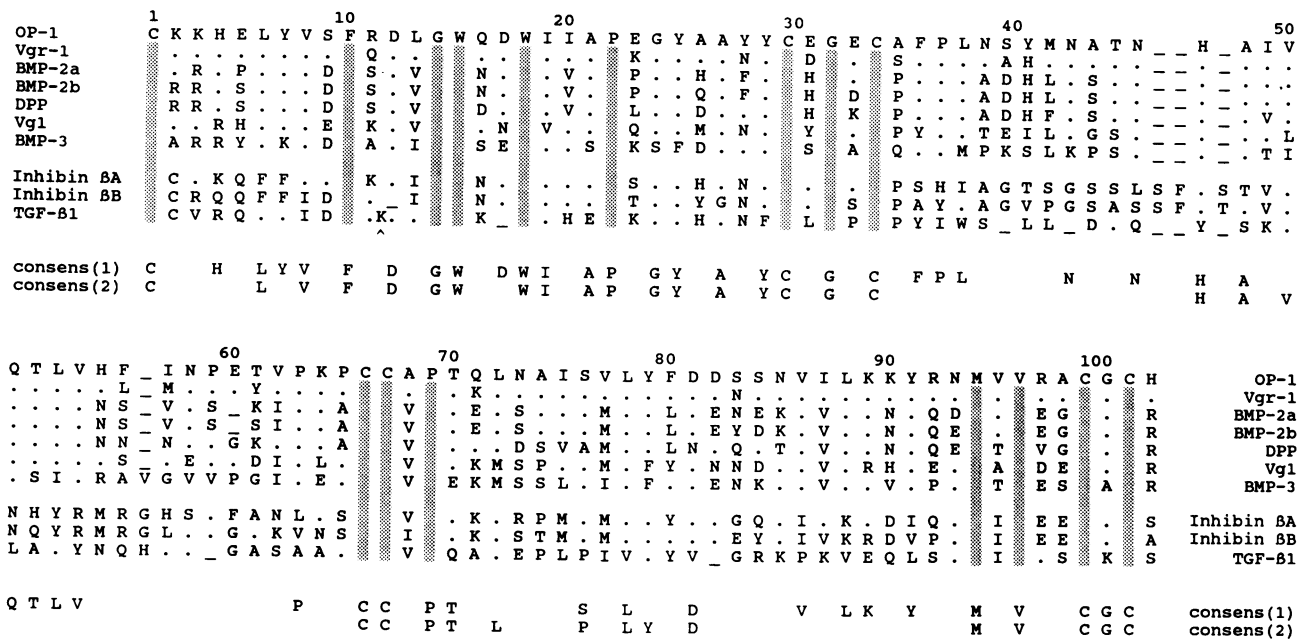 1 10 20 30 40 50
OP-1 C K K H E L Y V S F R D L G W Q D W I I A P E G Y A A Y Y C E G E C A F P L N S Y M N A T N _ _ H _ A I V
Vgr-1 . . . . . . . . Q . . . . . . . . . K . . . . N . D . . S . . . . A H . . . . . _ _ . _ . . .
BMP-2a . R . P . . . D S . V N . . . V . P . . H . F . H . P . . . A D H L . S . . _ _ . _ . . .
BMP-2b R R . S . . . D S . V N . . . V . P . . Q . F . H D P . . . A D H L . S . . _ _ . _ . . .
DPP R R . S . . . D S . V D . . . V . L . . D . . . H K P . . . A D H F . S . . _ _ . _ . V .
Vg1 . . R H . . . E K . V . N V . . Q . . M . N . Y . P Y . . T E I L . G S . _ _ . _ . . L
BMP-3 A R R Y . K . D A . I S E . . S K S F D . . . S A Q . . M P K S L K P S . _ _ . _ . T I
Inhibin βA C . K Q F F . . K . I N . . . . S . . H . N . . . P S H I A G T S G S S L S F . S T V .
Inhibin βB C R Q Q F F I D . _ I N . . . . T . Y G N . . . S P A Y . A G V P G S A S S F . T . V .
TGF-β1 C V R Q . . I D . K . . K _ . H E K . . H . N F L P P Y I W S _ L L _ D . Q _ _ Y _ S K .
^
consens(1) C H L Y V F D G W D W I A P G Y A Y C G C F P L N N H A
consens(2) C L V F D G W W I A P G Y A Y C G C H A V
60 70 80 90 100
Q T L V H F _ I N P E T V P K P C C A P T Q L N A I S V L Y F D D S S N V I L K K Y R N M V V R A C G C H OP-1
. . . . . L _ M . . . Y . . . . . . K . . . . . . . . . . . N . . . . . . . . . . . . . . . . Vgr-1
. . . . N S _ V . S _ K I . . A V . E . S . . . M . . L . E N E K . V . . N . Q D . E G . R BMP-2a
. . . . N S _ V . S _ S I . . A V . E . S . . . M . . L . E Y D K . V . . N . Q E . E G . R BMP-2b
. . . . N N _ N . . G K . . . A V . . . D S V A M . . L N . Q . T . V . . N . Q E T V G . R DPP
. . . . . S _ . E . . D I . L . V . K M S P . . M . F Y . N N D . . V . R H . E . A D E . R Vg1
. S I . R A V G V V P G I . E . V E K M S S L . I . F . . E N K . . V . . V . P . T E S A R BMP-3
N H Y R M R G H S . F A N L . S V . K . R P M . M . . Y . . G Q . I . K . D I Q . I E E . S Inhibin βA
N Q Y R M R G L . . G . K V N S I . K . S T M . M . . . . E Y . I V K R D V P . I E E . A Inhibin βB
L A . Y N Q H . . _ G A S A A . V Q A . E P L P I V . Y V _ G R K P K V E Q L S . I . S K S TGF-β1
Q T L V P C C P T S L D V L K Y M V C G C consens(1)
C C P T L P L Y D M V C G C consens(2)